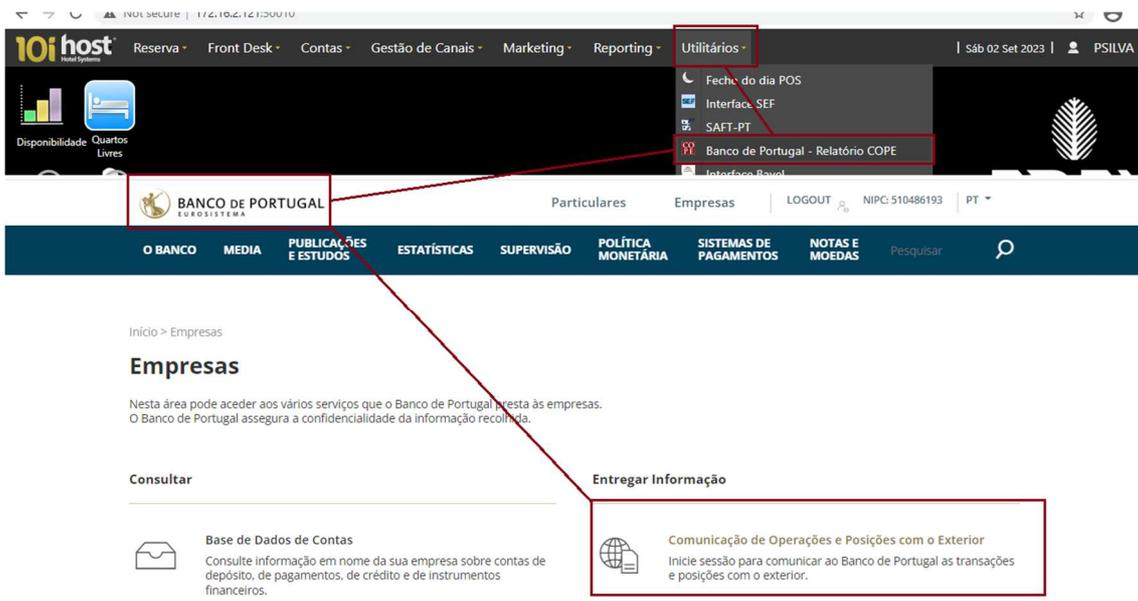 Not secure | 172.16.2.121:50010
10i host Reserva Front Desk Contas Gestão de Canais Marketing Reporting Utilitários | Sáb 02 Set 2023 | PSILVA
Hotel Systems
Fecho do dia POS
SEF Interface SEF
SAFT-PT
Disponibilidade Quartos Livres
Banco de Portugal - Relatório COPE
Interface Bavel
BANCO DE PORTUGAL
EUROSISTEMA
Particulares Empresas LOGOUT NIPC: 510486193 PT
O BANCO MEDIA PUBLICAÇÕES E ESTUDOS ESTATÍSTICAS SUPERVISÃO POLÍTICA MONETÁRIA SISTEMAS DE PAGAMENTOS NOTAS E MOEDAS Pesquisar
Início > Empresas
Empresas
Nesta área pode aceder aos vários serviços que o Banco de Portugal presta às empresas.
O Banco de Portugal assegura a confidencialidade da informação recolhida.
Consultar
Base de Dados de Contas
Consulte informação em nome da sua empresa sobre contas de
depósito, de pagamentos, de crédito e de instrumentos
financeiros.
Entregar Informação
Comunicação de Operações e Posições com o Exterior
Inicie sessão para comunicar ao Banco de Portugal as transações
e posições com o exterior.